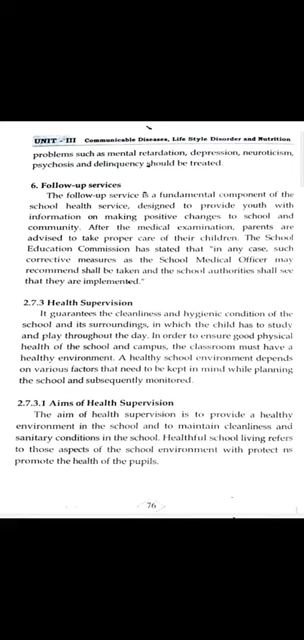 UNIT - III Communicable Diseases, Life Style Disorder and Nutrition
problems such as mental retardation, depression, neuroticism,
psychosis and delinquency should be treated.
6. Follow-up services
The follow-up service is a fundamental component of the
school health service, designed to provide youth with
information on making positive changes to school and
community. After the medical examination, parents are
advised to take proper care of their children. The School
Education Commission has stated that "in any case, such
corrective measures as the School Medical Officer may
recommend shall be taken and the school authorities shall see
that they are implemented."
2.7.3 Health Supervision
It guarantees the cleanliness and hygienic condition of the
school and its surroundings, in which the child has to study
and play throughout the day. In order to ensure good physical
health of the school and campus, the classroom must have a
healthy environment. A healthy school environment depends
on various factors that need to be kept in mind while planning
the school and subsequently monitored.
2.7.3.1 Aims of Health Supervision
The aim of health supervision is to provide a healthy
environment in the school and to maintain cleanliness and
sanitary conditions in the school. Healthful school living refers
to those aspects of the school environment with protect ns
promote the health of the pupils.
76